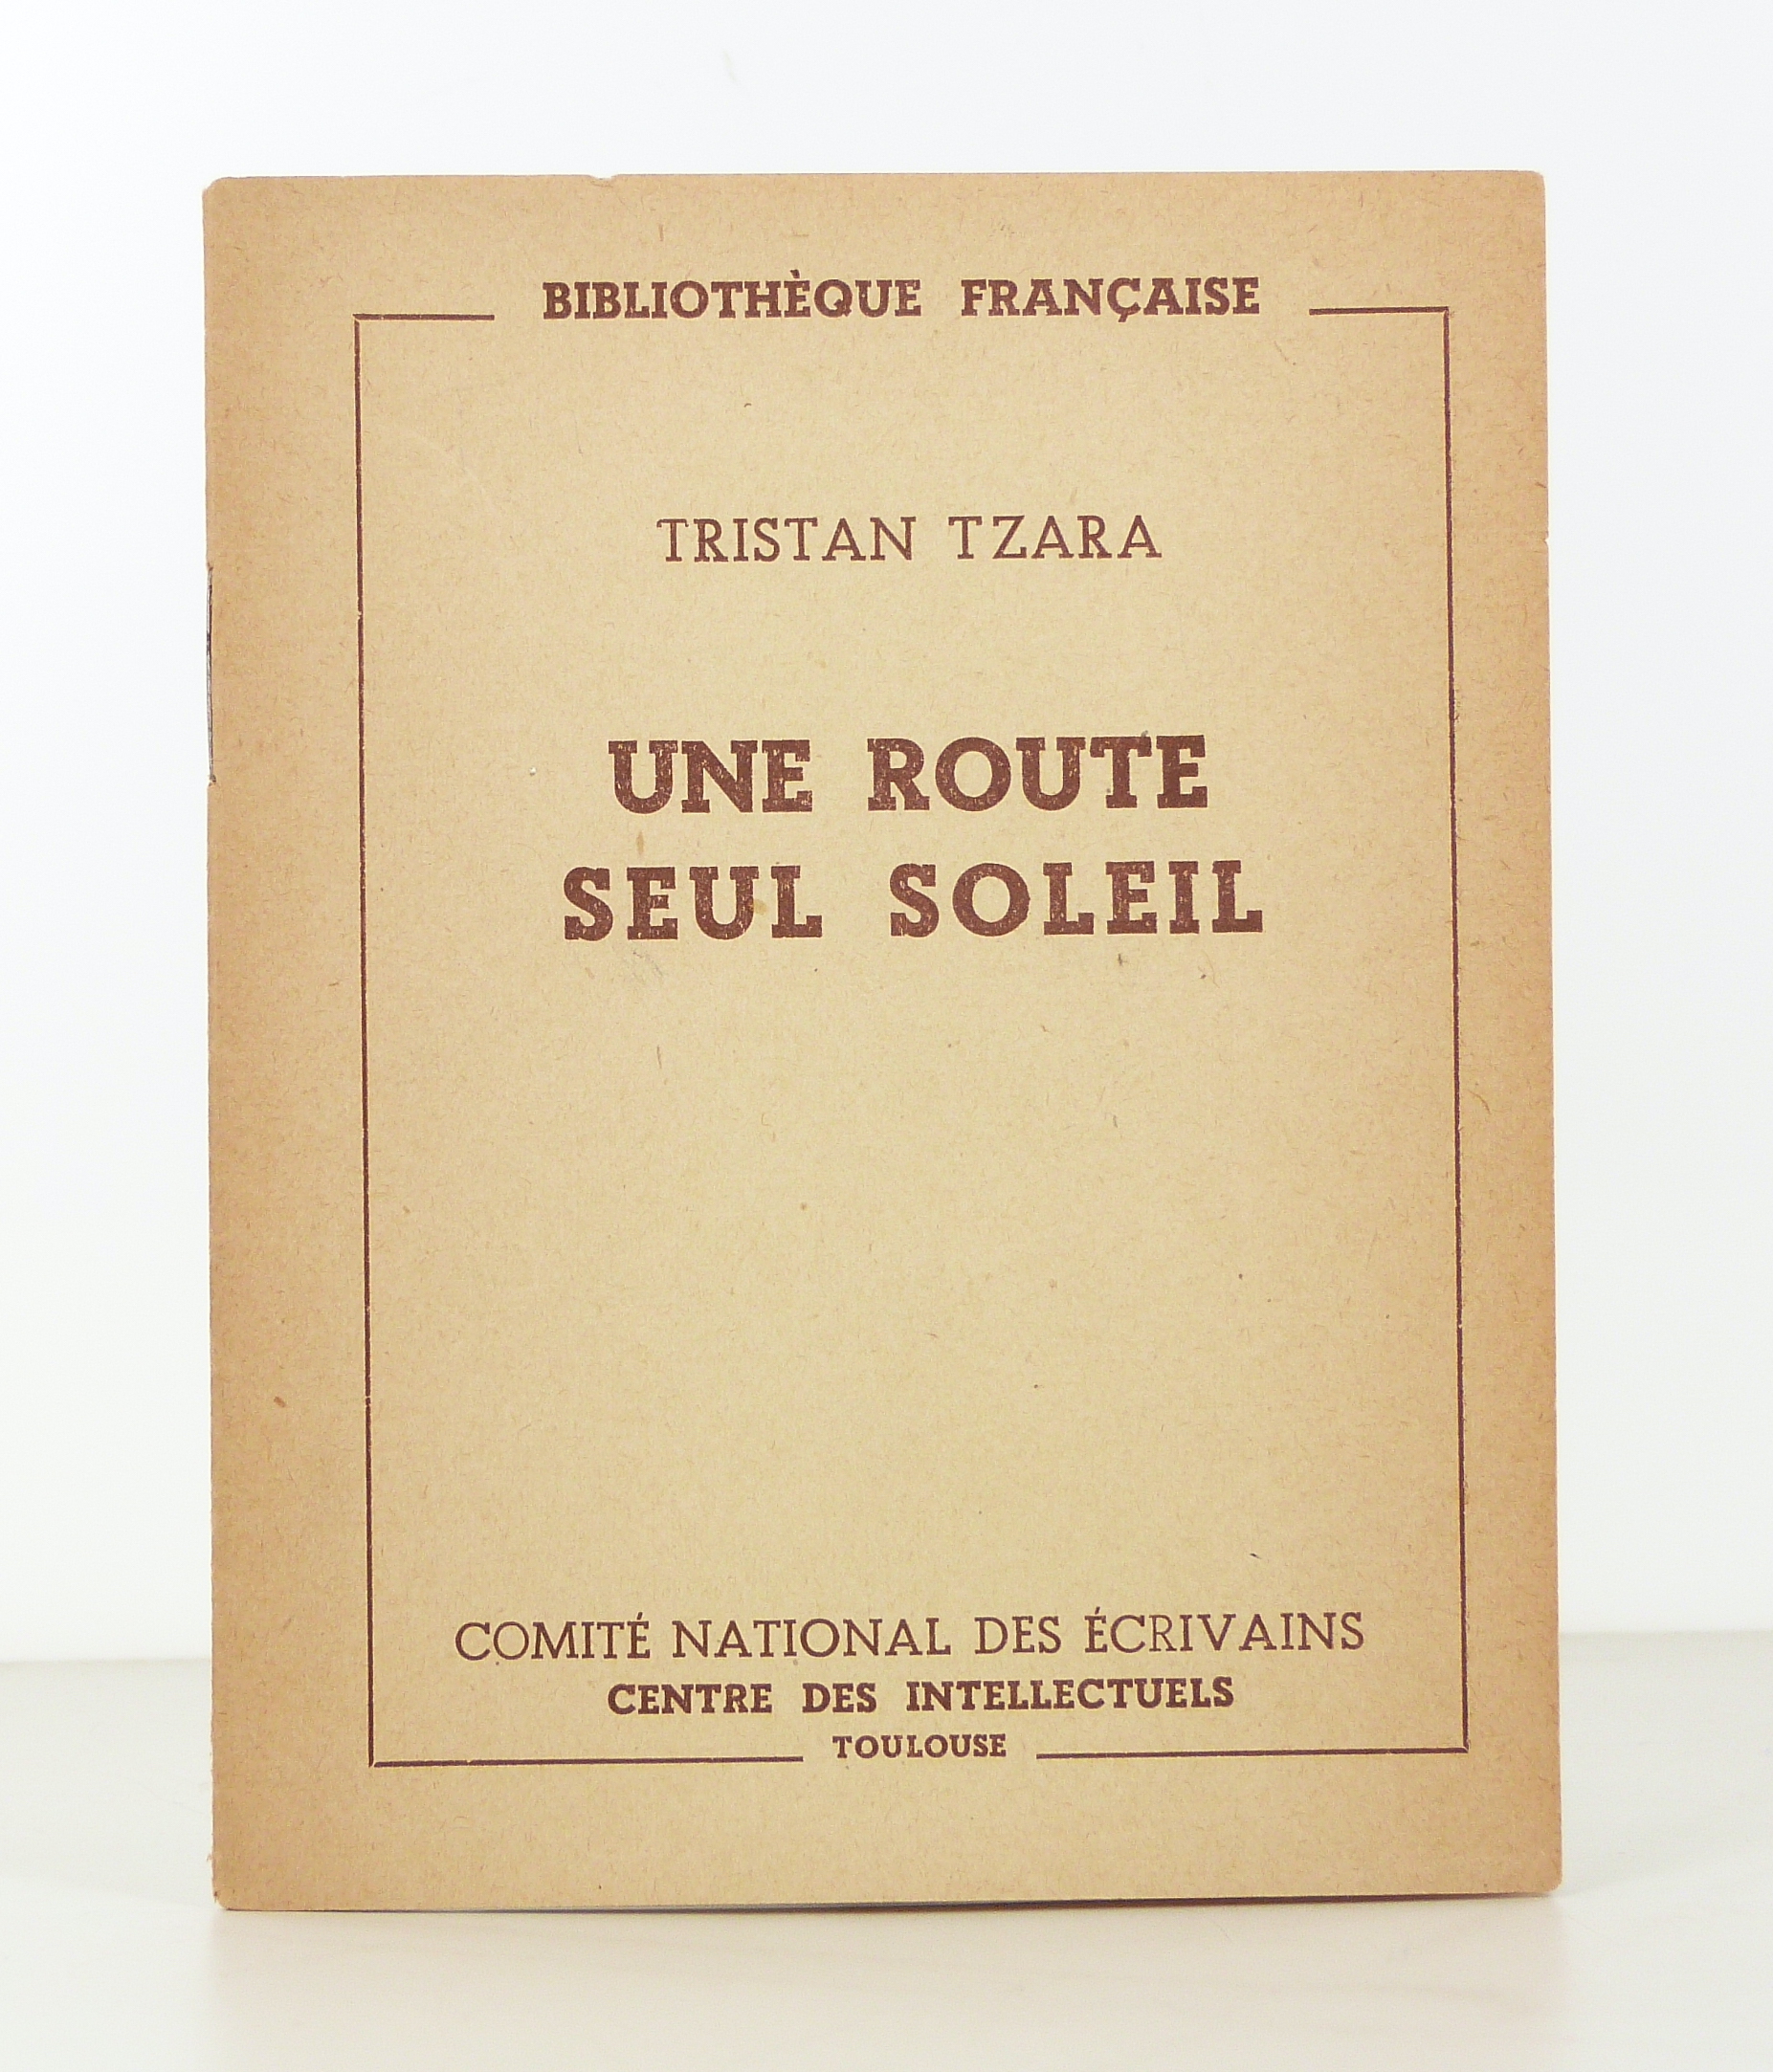 BIBLIOTHÈQUE FRANÇAISE
TRISTAN TZARA
UNE ROUTE
SEUL SOLEIL
COMITÉ NATIONAL DES ÉCRIVAINS
CENTRE DES INTELLECTUELS
TOULOUSE